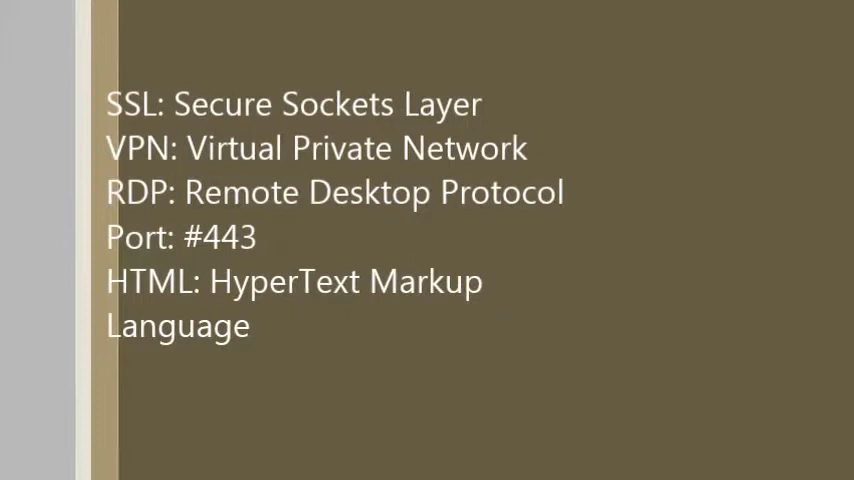 SSL: Secure Sockets Layer
VPN: Virtual Private Network
RDP: Remote Desktop Protocol
Port: #443
HTML: HyperText Markup
Language